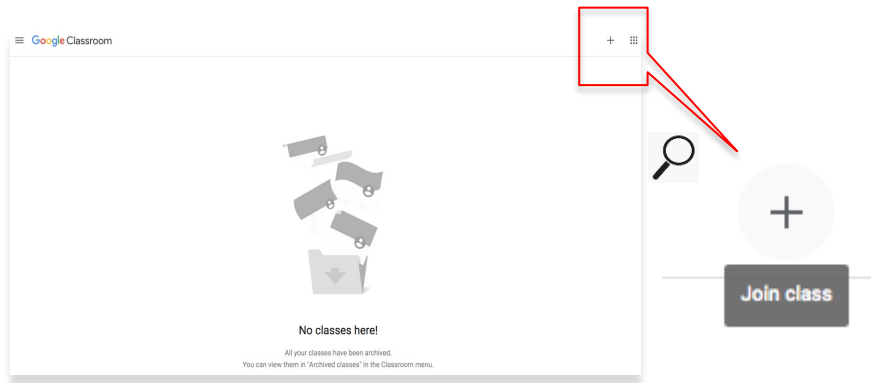 Google Classroom
No classes here!
All your classes have been archived.
You can view them in "Archived classes" in the Classroom menu.
Join class